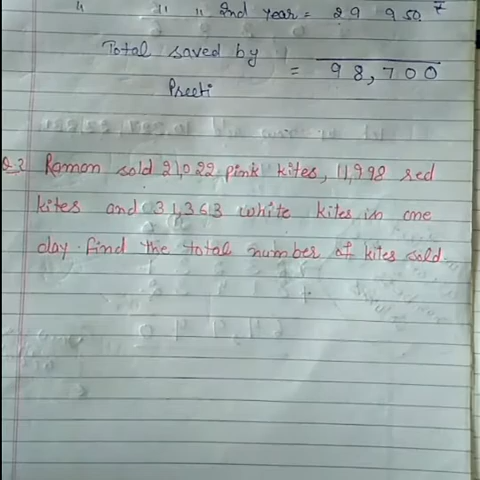 " " " 2nd year = 29 950
Total saved by
= 98,700
Preeti
Q3 Raman sold 21,022 pink kites, 11,998 red
kites and 31,363 white kites in one
day. Find the total number of kites sold.